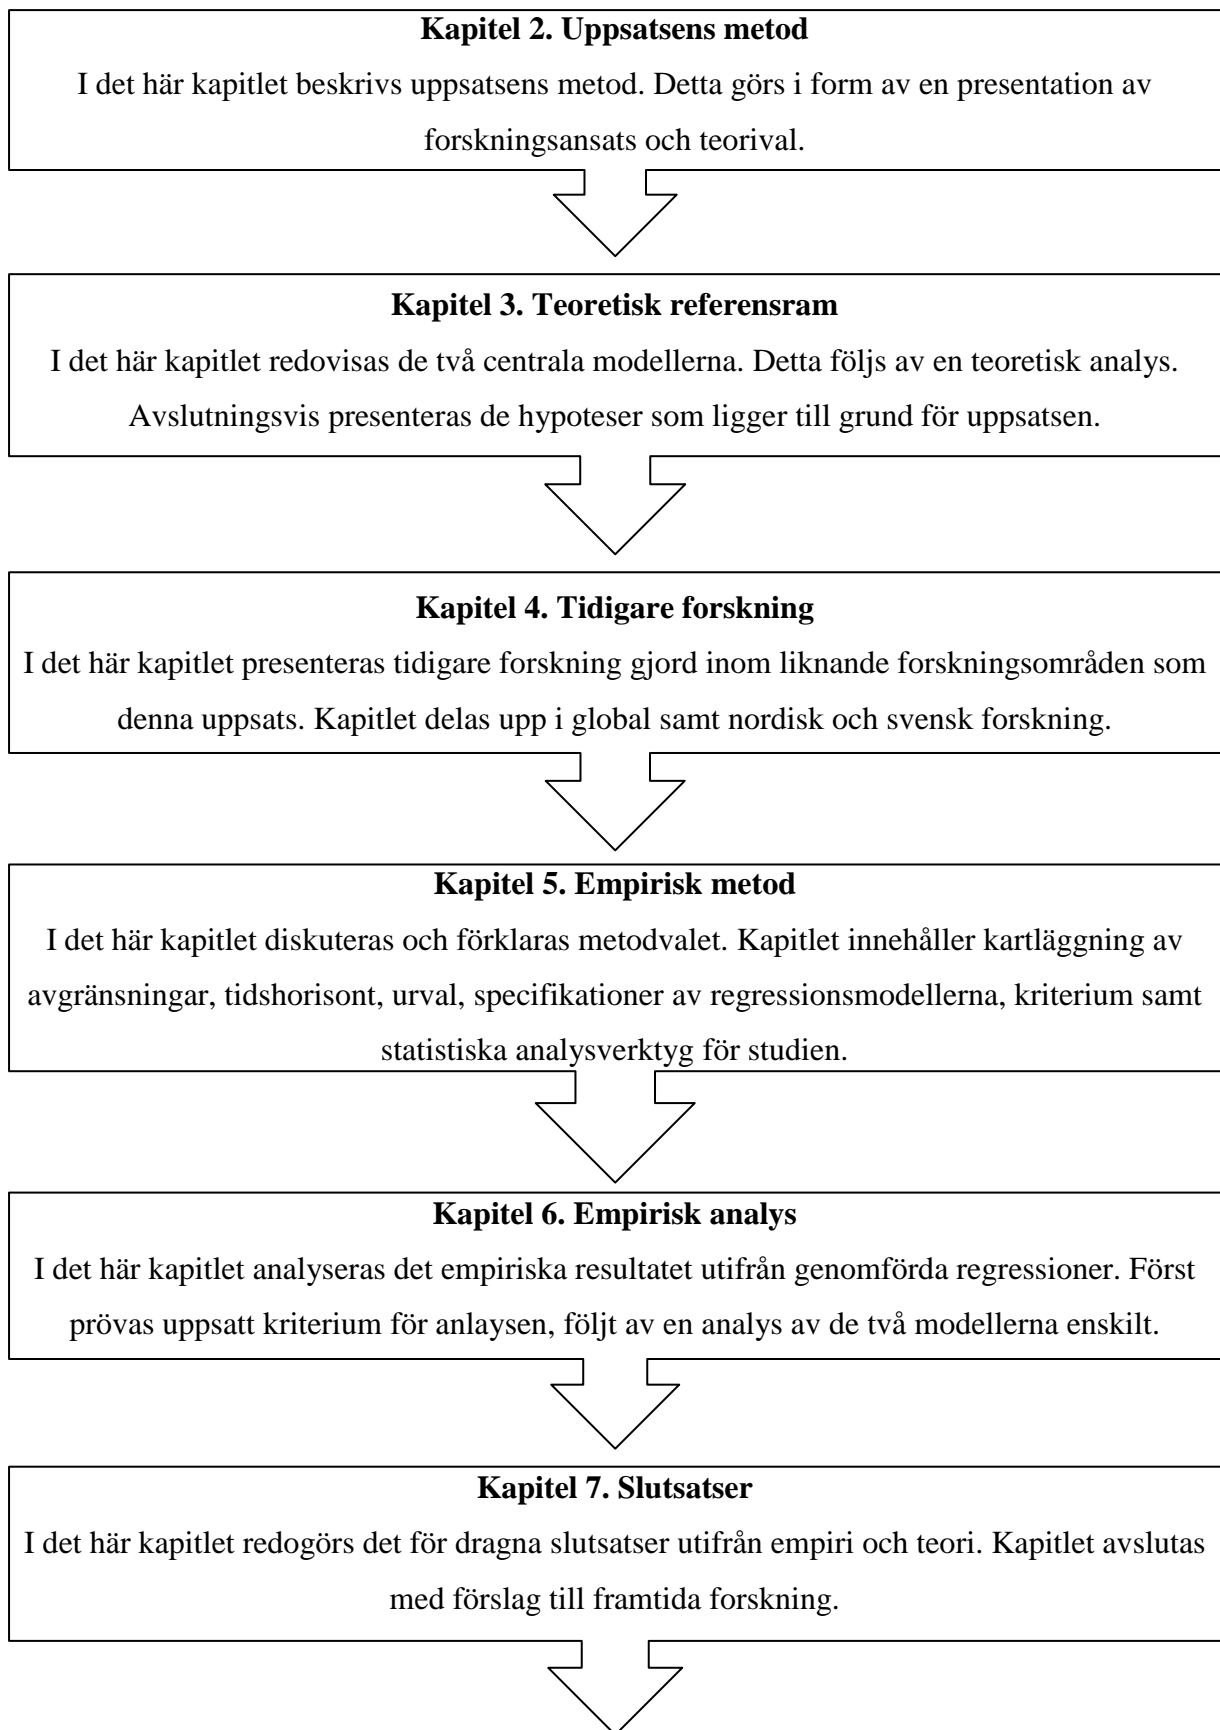 Kapitel 2. Uppsatsens metod
I det här kapitlet beskrivs uppsatsens metod. Detta görs i form av en presentation av
forskningsansats och teorival.
Kapitel 3. Teoretisk referensram
I det här kapitlet redovisas de två centrala modellerna. Detta följs av en teoretisk analys.
Avslutningsvis presenteras de hypoteser som ligger till grund för uppsatsen.
Kapitel 4. Tidigare forskning
I det här kapitlet presenteras tidigare forskning gjord inom liknande forskningsområden som
denna uppsats. Kapitlet delas upp i global samt nordisk och svensk forskning.
Kapitel 5. Empirisk metod
I det här kapitlet diskuteras och förklaras metodvalet. Kapitlet innehåller kartläggning av
avgränsningar, tidshorisont, urval, specifikationer av regressionsmodellerna, kriterium samt
statistiska analysverktyg för studien.
Kapitel 6. Empirisk analys
I det här kapitlet analyseras det empiriska resultatet utifrån genomförda regressioner. Först
prövas uppsatt kriterium för anlaysen, följt av en analys av de två modellerna enskilt.
Kapitel 7. Slutsatser
I det här kapitlet redogörs det för dragna slutsatser utifrån empiri och teori. Kapitlet avslutas
med förslag till framtida forskning.